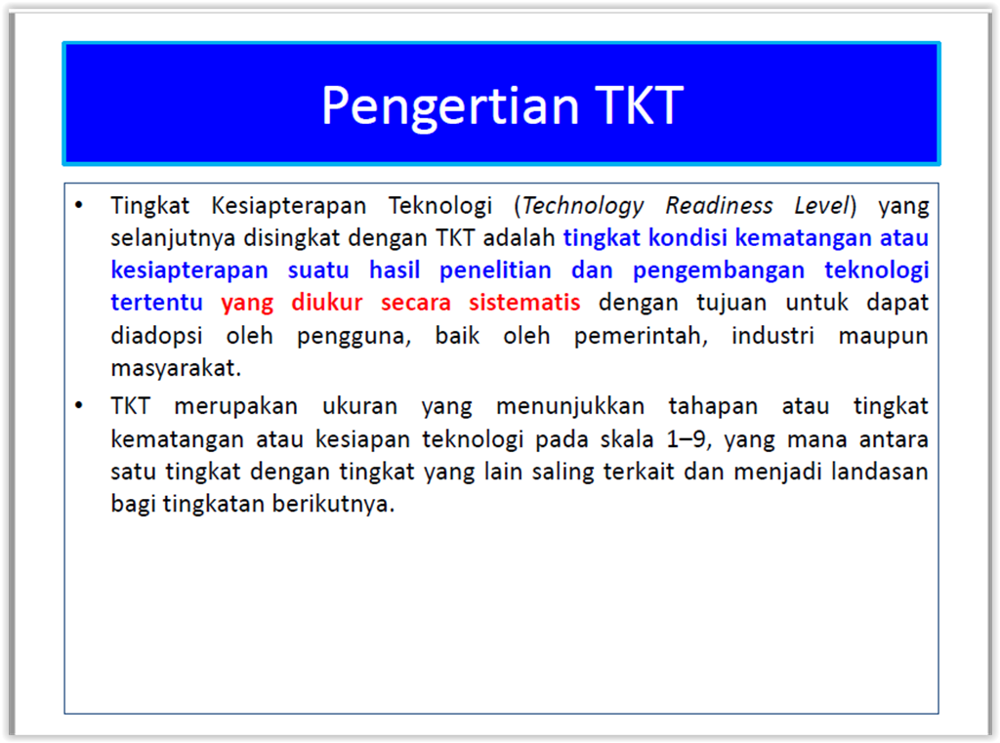 Pengertian TKT
• Tingkat Kesiapterapan Teknologi (Technology Readiness Level) yang
selanjutnya disingkat dengan TKT adalah tingkat kondisi kematangan atau
kesiapterapan suatu hasil penelitian dan pengembangan teknologi
tertentu yang diukur secara sistematis dengan tujuan untuk dapat
diadopsi oleh pengguna, baik oleh pemerintah, industri maupun
masyarakat.
• TKT merupakan ukuran yang menunjukkan tahapan atau tingkat
kematangan atau kesiapan teknologi pada skala 1–9, yang mana antara
satu tingkat dengan tingkat yang lain saling terkait dan menjadi landasan
bagi tingkatan berikutnya.